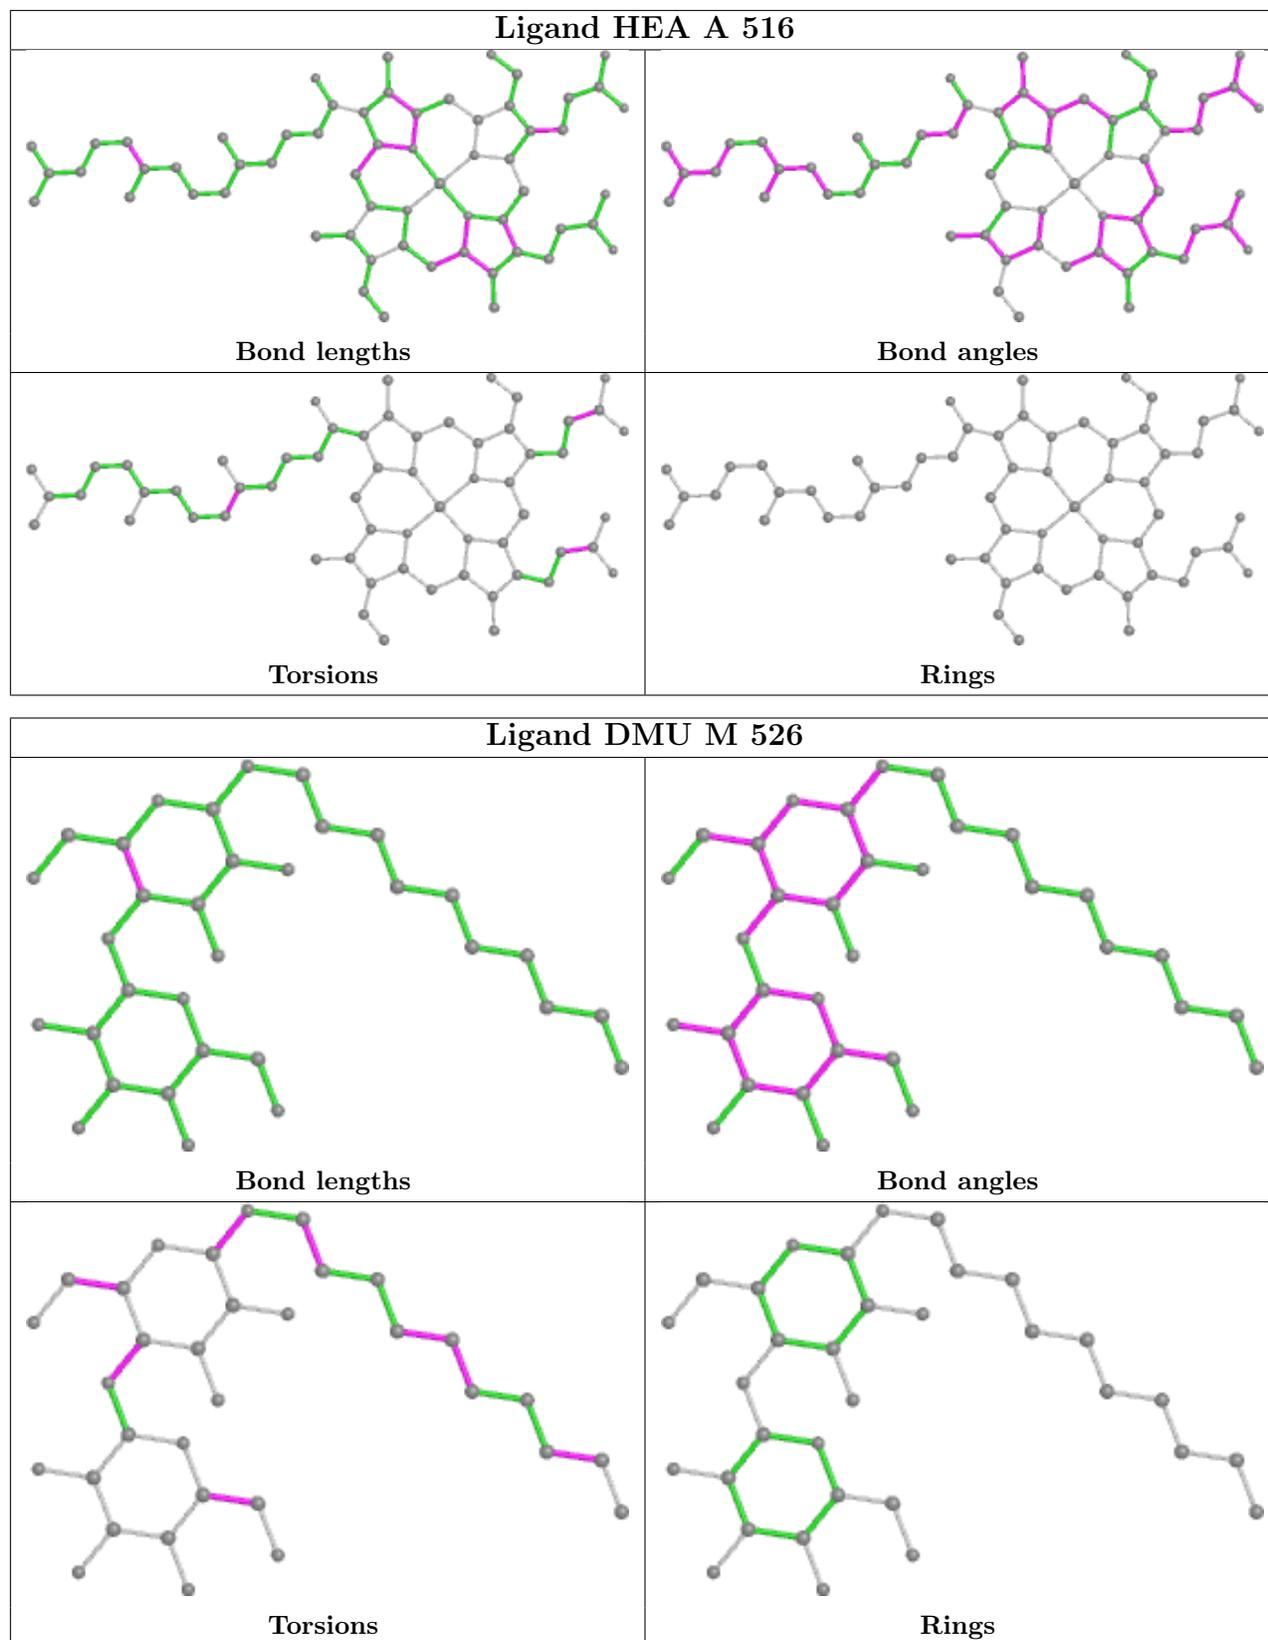 Ligand HEA A 516
Bond lengths
Bond angles
Torsions
Rings
Ligand DMU M 526
Bond lengths
Bond angles
Torsions
Rings